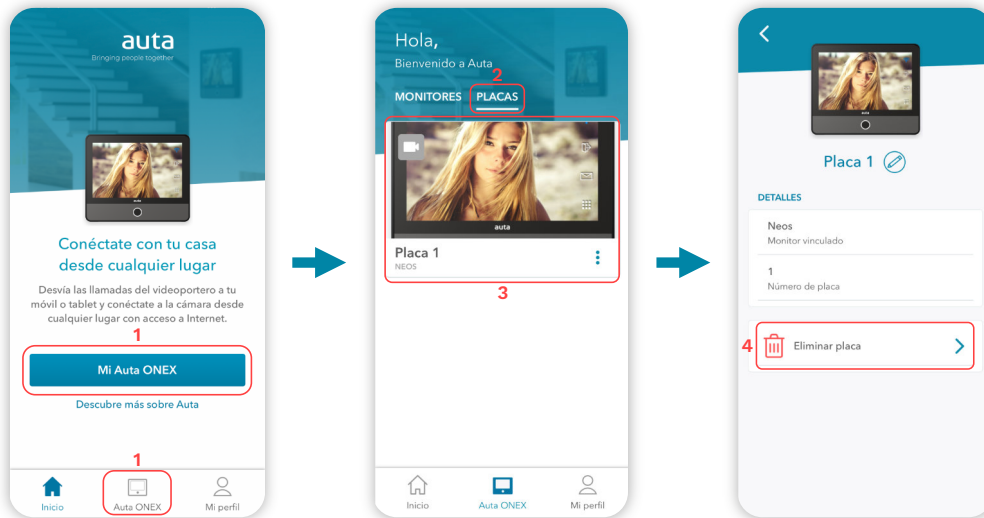 auta
Bringing people together
Conéctate con tu casa
desde cualquier lugar
Desvía las llamadas del videoportero a tu
móvil o tablet y conéctate a la cámara desde
cualquier lugar con acceso a Internet.
1
Mi Auta ONEX
Descubre más sobre Auta
1
Inicio
Auta ONEX
Mi perfil
Hola,
Bienvenido a Auta
2
MONITORES
PLACAS
auta
Placa 1
NEOS
3
Inicio
Auta ONEX
Mi perfil
auta
Placa 1
DETALLES
Neos
Monitor vinculado
1
Número de placa
4
Eliminar placa